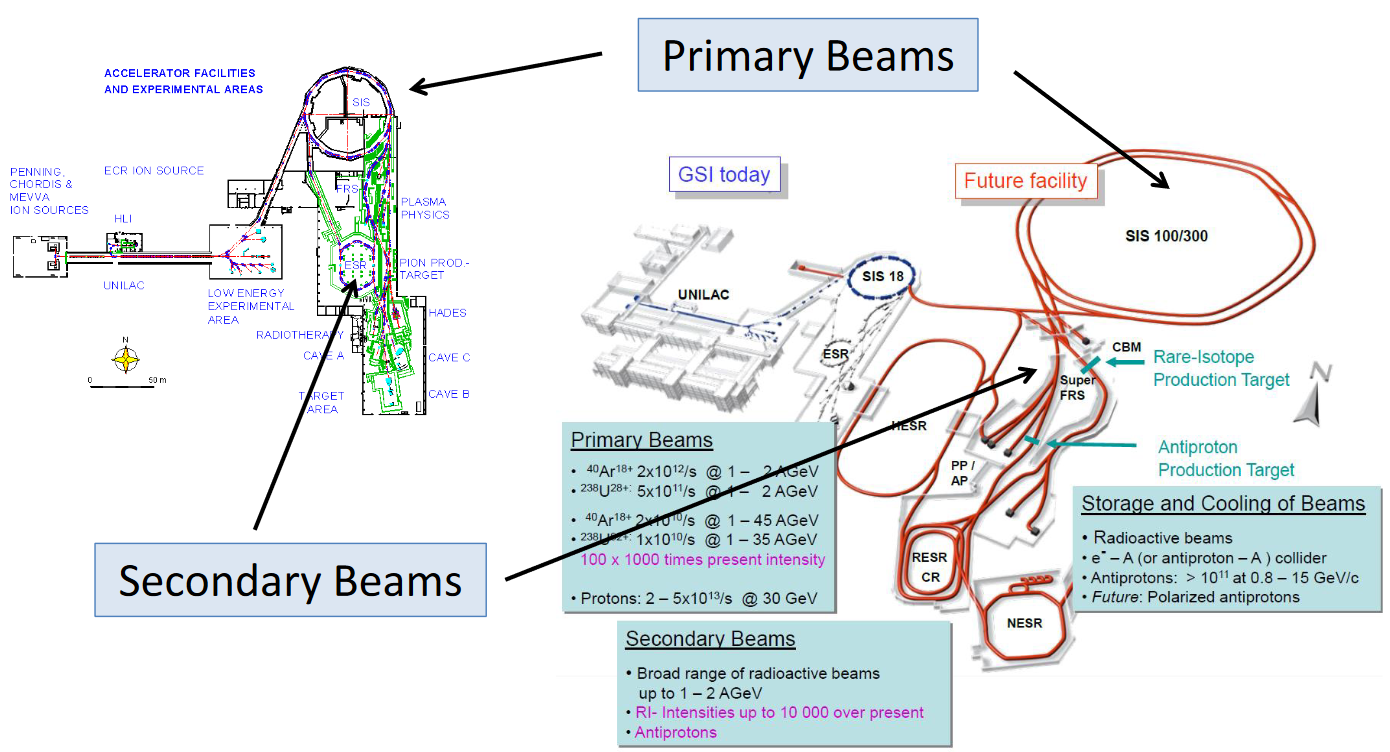 Primary Beams
ACCELERATOR FACILITIES
AND EXPERIMENTAL AREAS
SIS
PENNING,
CHORDIS &
MEVVA
ION SOURCES
ECR ION SOURCE
HLI
UNILAC
LOW ENERGY
EXPERIMENTAL
AREA
FRS
PLASMA
PHYSICS
ESR
PION PROD.-
TARGET
RADIOTHERAPY
HADES
CAVE A
CAVE C
TARGET
AREA
CAVE B
N
0 50 m
Secondary Beams
GSI today
Future facility
SIS 100/300
SIS 18
UNILAC
ESR
HESR
CBM
Rare-Isotope
Production Target
Super
FRS
Antiproton
Production Target
PP /
AP
RESR
CR
NESR
N
Primary Beams
• ⁴⁰Ar¹⁸⁺ 2x10¹²/s @ 1 – 2 AGeV
• ²³⁸U²⁸⁺: 5x10¹¹/s @ 1 – 2 AGeV
• ⁴⁰Ar¹⁸⁺ 2x10¹⁰/s @ 1 – 45 AGeV
• ²³⁸U⁹²⁺: 1x10¹⁰/s @ 1 – 35 AGeV
100 x 1000 times present intensity
• Protons: 2 – 5x10¹³/s @ 30 GeV
Secondary Beams
• Broad range of radioactive beams
up to 1 – 2 AGeV
• RI- Intensities up to 10 000 over present
• Antiprotons
Storage and Cooling of Beams
• Radioactive beams
• e⁻ – A (or antiproton – A ) collider
• Antiprotons: > 10¹¹ at 0.8 – 15 GeV/c
• Future: Polarized antiprotons